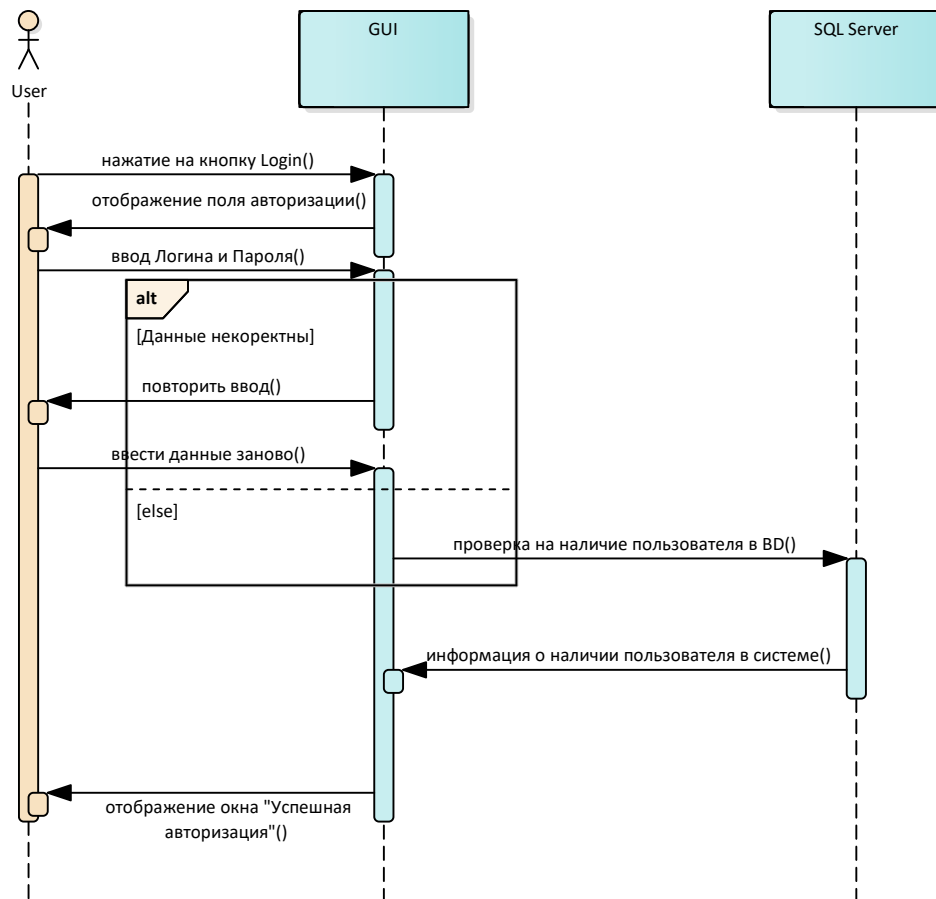 GUI
SQL Server
User
нажатие на кнопку Login()
отображение поля авторизации()
ввод Логина и Пароля()
alt
[Данные некоректны]
повторить ввод()
ввести данные заново()
[else]
проверка на наличие пользователя в BD()
информация о наличии пользователя в системе()
отображение окна "Успешная
авторизация"()